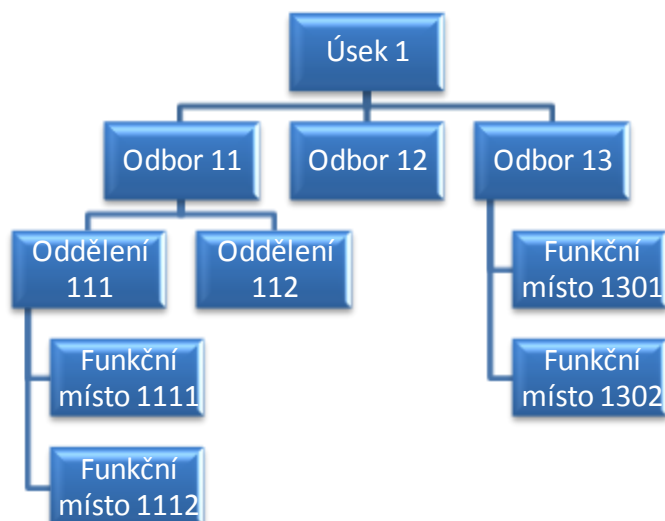 Úsek 1
Odbor 11
Odbor 12
Odbor 13
Oddělení
111
Oddělení
112
Funkční
místo 1301
Funkční
místo 1111
Funkční
místo 1302
Funkční
místo 1112